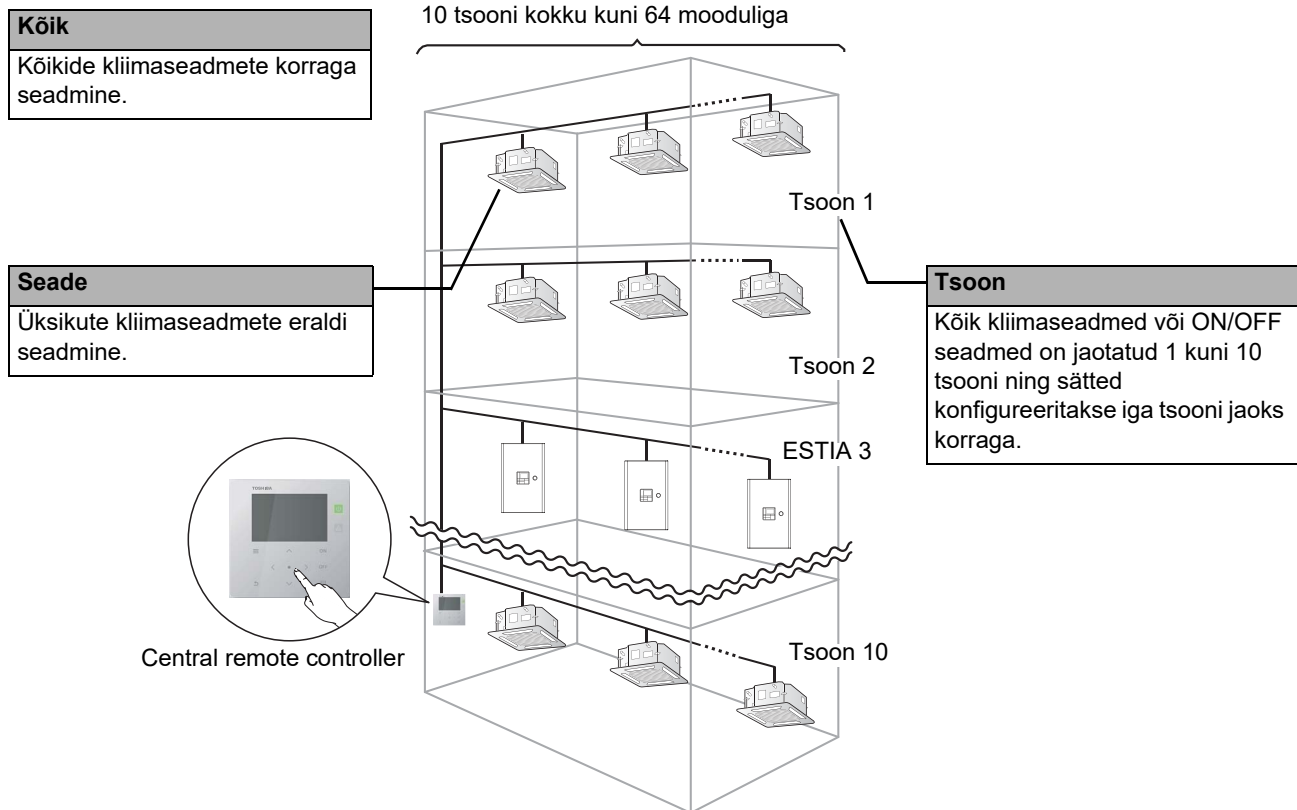 10 tsooni kokku kuni 64 mooduliga
Kõik
Kõikide kliimaseadmete korraga
seadmine.
Tsoon 1
Seade
Üksikute kliimaseadmete eraldi
seadmine.
Tsoon
Kõik kliimaseadmed või ON/OFF
seadmed on jaotatud 1 kuni 10
tsooni ning sätted
konfigureeritakse iga tsooni jaoks
korraga.
Tsoon 2
ESTIA 3
TOSHIBA
Central remote controller
Tsoon 10